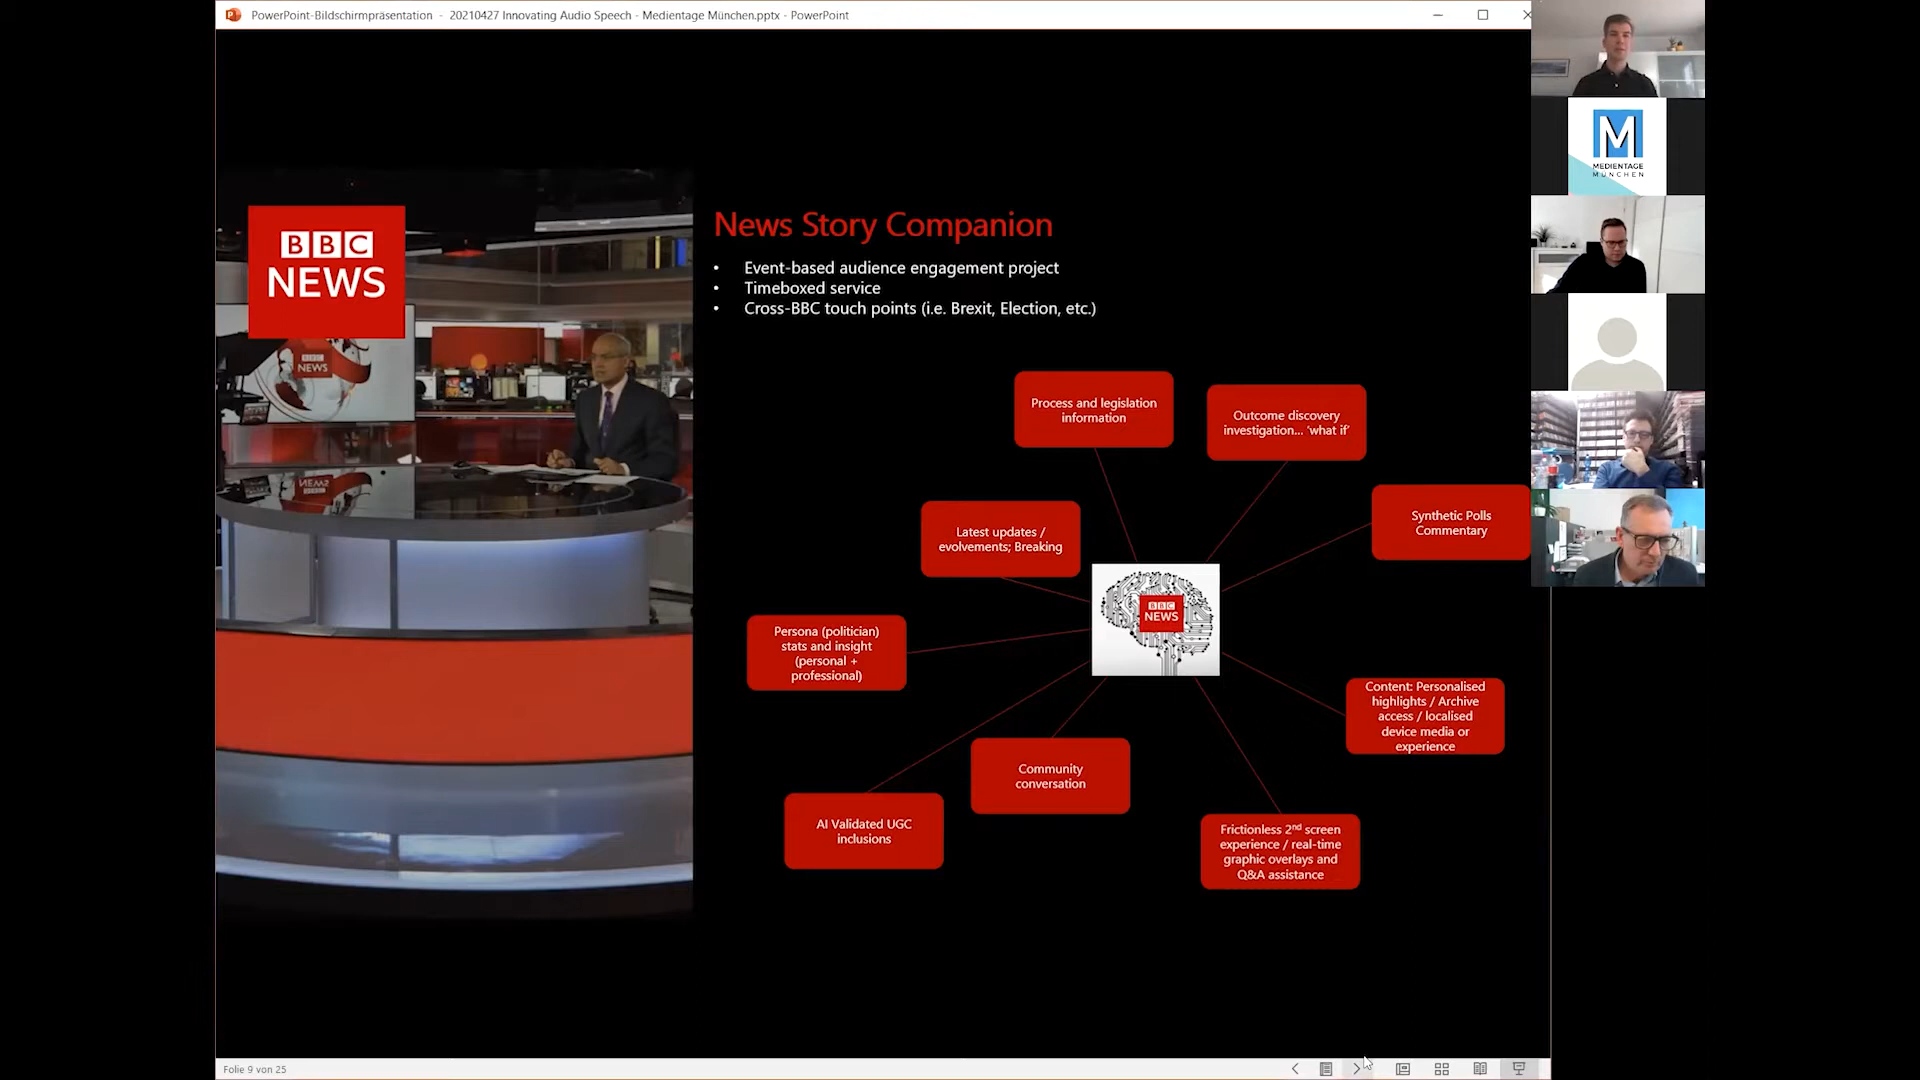 PowerPoint-Bildschirmpräsentation - 20210427 Innovating Audio Speech - Medientage München.pptx - PowerPoint
BBC
NEWS
BBC
NEWS
News Story Companion
• Event-based audience engagement project
• Timeboxed service
• Cross-BBC touch points (i.e. Brexit, Election, etc.)
Process and legislation
information
Outcome discovery
investigation... ‘what if’
Synthetic Polls
Commentary
Latest updates /
evolvements; Breaking
BBC
NEWS
Persona (politician)
stats and insight
(personal +
professional)
Content: Personalised
highlights / Archive
access / localised
device media or
experience
Community
conversation
AI Validated UGC
inclusions
Frictionless 2nd screen
experience / real-time
graphic overlays and
Q&A assistance
M
MEDIENTAGE
MÜNCHEN
Folie 9 von 25